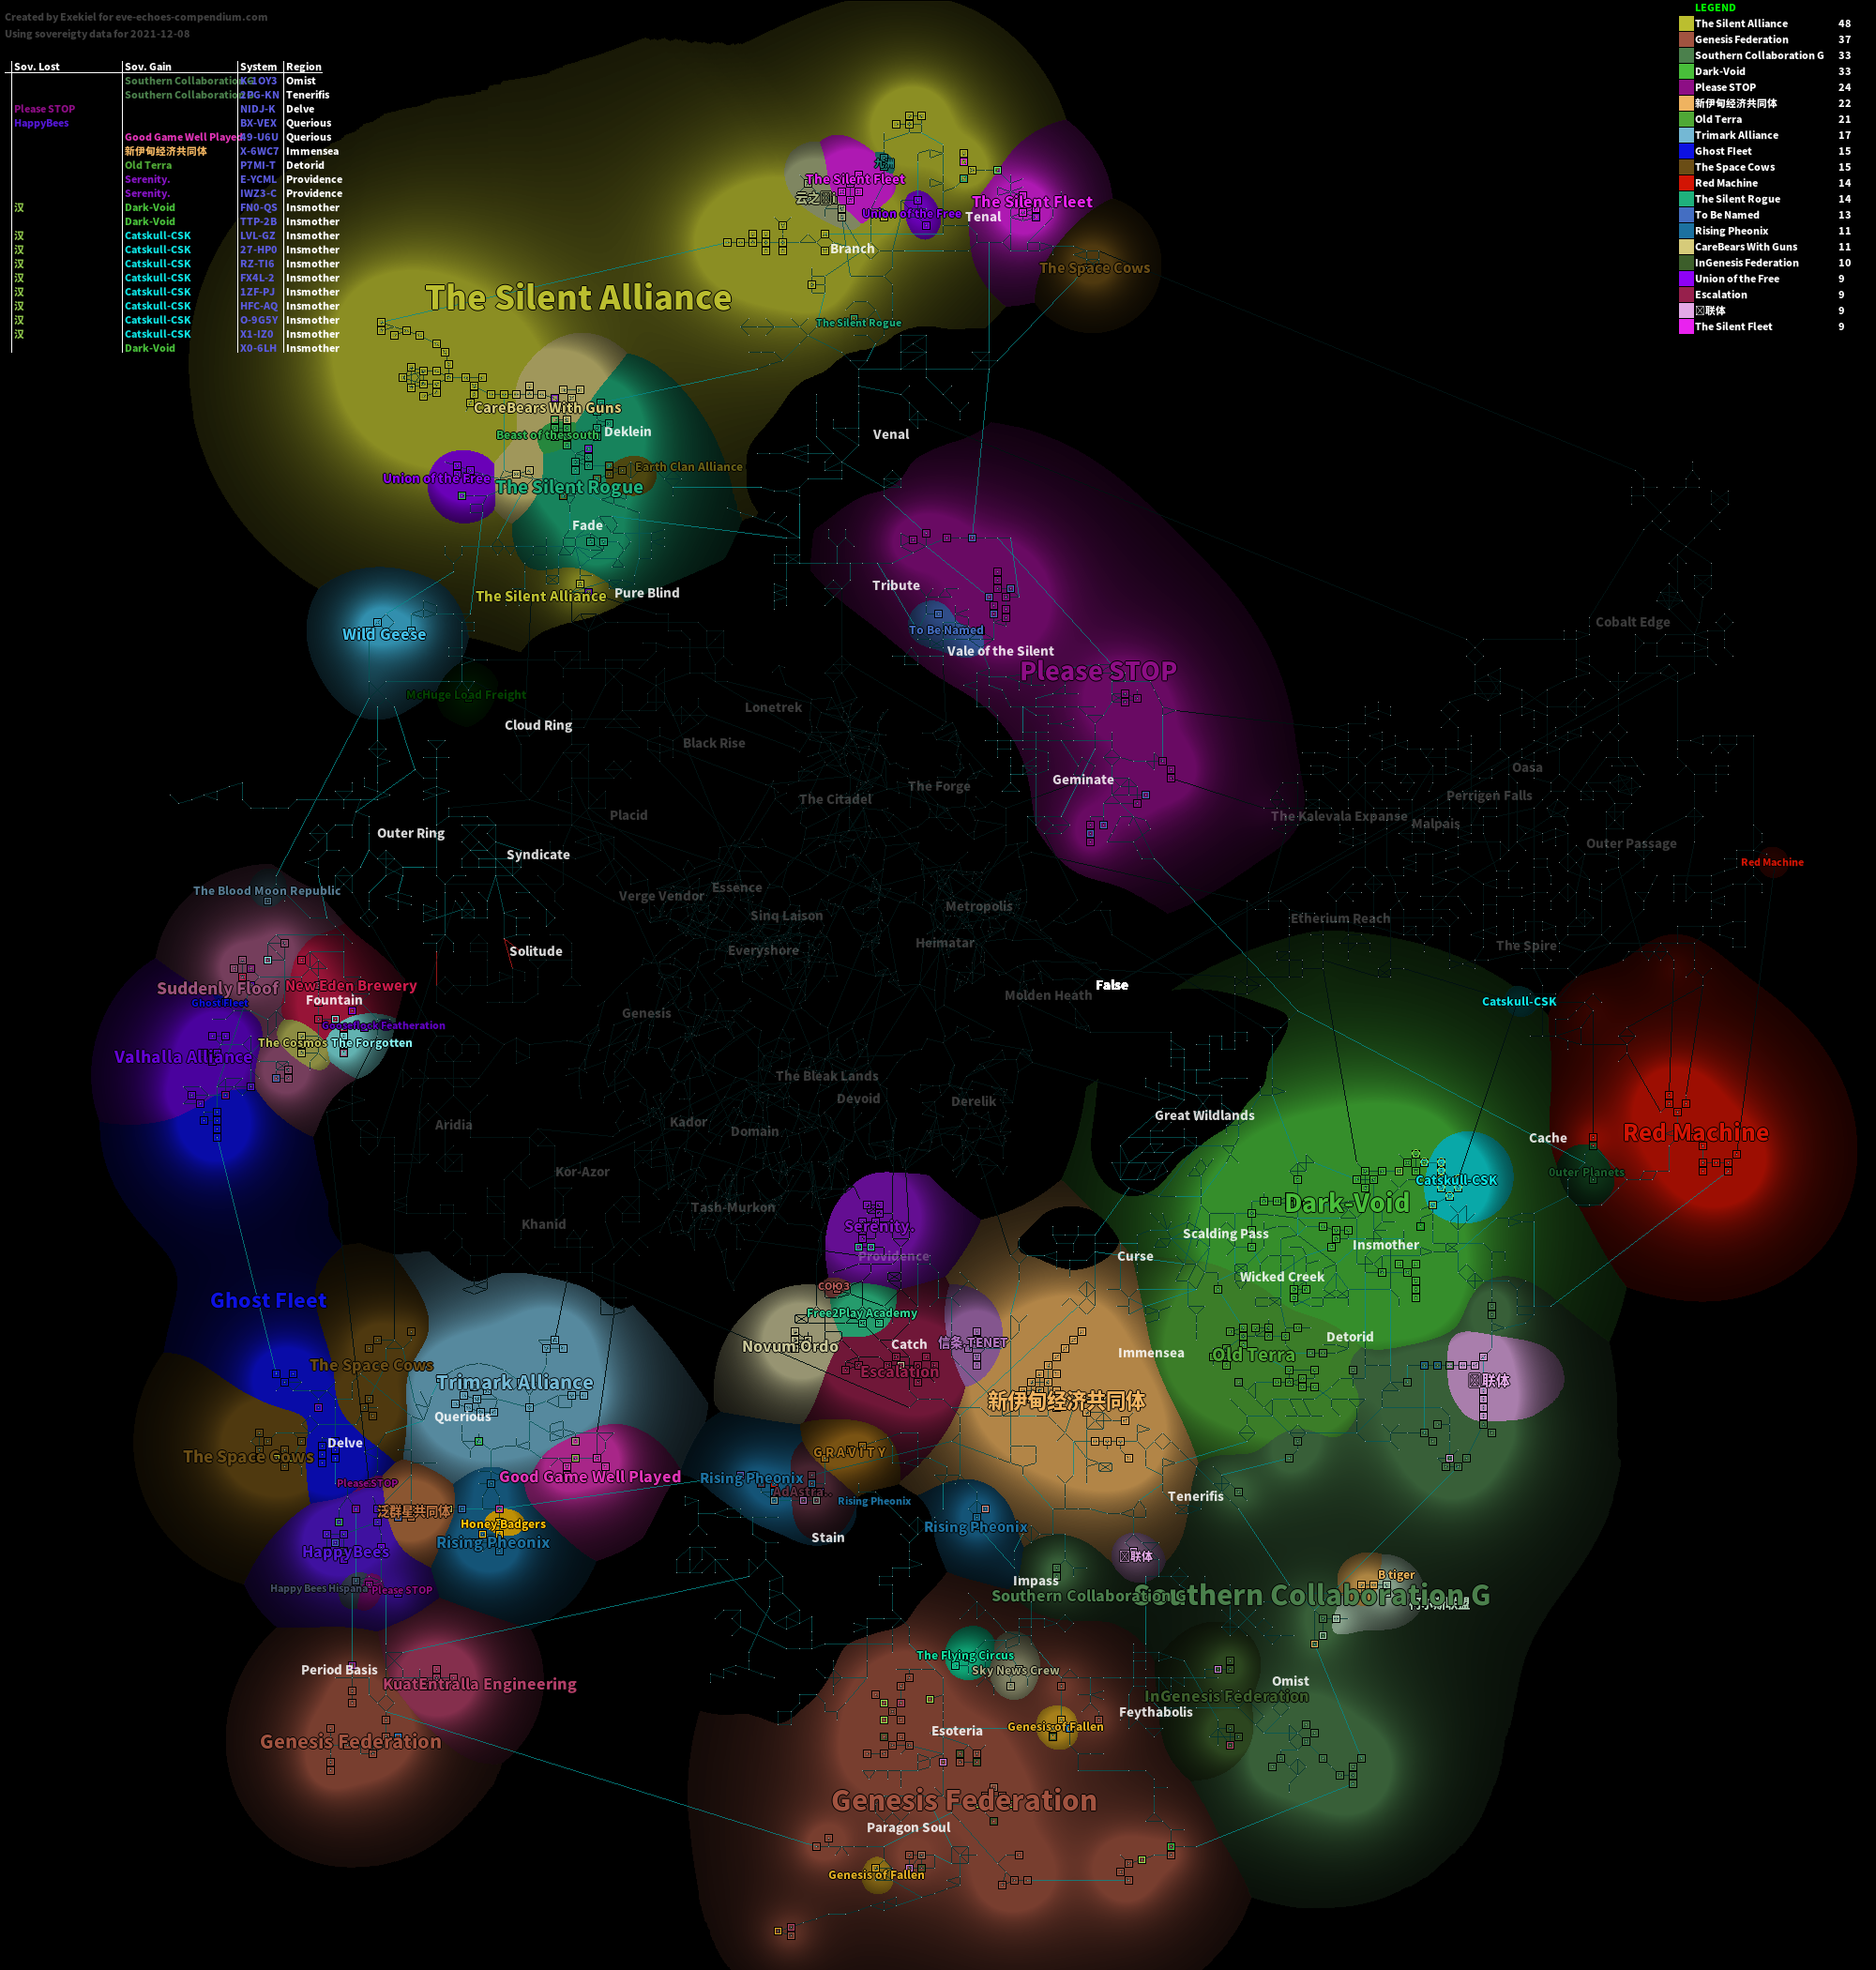 Created by Exekiel for eve-echoes-compendium.com
Using sovereigty data for 2021-12-08
Sov. Lost Sov. Gain System Region
Southern Collaboration Omist
Southern Collaboration Tenerifis
Please STOP NIDJ-K Delve
HappyBees BX-VEX Querious
Good Game Well Played 49-U6U Querious
新伊甸经济共同体 X-6WC7 Immensea
Old Terra P7MI-T Detorid
Serenity. E-YCML Providence
Serenity. IWZ3-C Providence
汉 Dark-Void FN0-QS Insmother
Dark-Void TTP-2B Insmother
汉 Catskull-CSK LVL-GZ Insmother
汉 Catskull-CSK 27-HP0 Insmother
汉 Catskull-CSK RZ-TI6 Insmother
汉 Catskull-CSK FX4L-2 Insmother
汉 Catskull-CSK 1ZF-PJ Insmother
汉 Catskull-CSK HFC-AQ Insmother
汉 Catskull-CSK O-9G5Y Insmother
汉 Catskull-CSK X1-IZ0 Insmother
Dark-Void X0-6LH Insmother
LEGEND
The Silent Alliance 48
Genesis Federation 37
Southern Collaboration G 33
Dark-Void 33
Please STOP 24
新伊甸经济共同体 22
Old Terra 21
Trimark Alliance 17
Ghost Fleet 15
The Space Cows 15
Red Machine 14
The Silent Rogue 14
To Be Named 13
Rising Pheonix 11
CareBears With Guns 11
InGenesis Federation 10
Union of the Free 9
Escalation 9
联体 9
The Silent Fleet 9
The Silent Fleet
Union of the Free
Tenal
The Silent Fleet
Branch
The Space Cows
The Silent Alliance
The Silent Rogue
CareBears With Guns
Beast of the south
Deklein
Venal
Earth Clan Alliance
Union of the Free
The Silent Rogue
Fade
The Silent Alliance
Pure Blind
Tribute
Wild Geese
To Be Named
Vale of the Silent
Please STOP
Cobalt Edge
McHuge Load Freight
Cloud Ring
Lonetrek
Black Rise
Geminate
The Forge
The Citadel
Placid
Oasa
Perrigen Falls
The Kalevala Expanse
Malpais
Outer Passage
Outer Ring
Syndicate
Red Machine
The Blood Moon Republic
Verge Vendor
Essence
Sinq Laison
Metropolis
Etherium Reach
Heimatar
Everyshore
The Spire
Solitude
Suddenly Floof
New Eden Brewery
False
Molden Heath
Ghost Fleet
Fountain
Catskull-CSK
Genesis
The Cosmos
The Forgotten
Valhalla Alliance
The Bleak Lands
Devoid
Derelik
Great Wildlands
Aridia
Kador
Domain
Cache
Red Machine
Outer Planets
Kor-Azor
Catskull-CSK
Dark-Void
Tash-Murkon
Khanid
Serenity.
Providence
Scalding Pass
Insmother
Curse
Wicked Creek
Ghost Fleet
СОЮЗ
Free2Play Academy
Novum Ordo
Catch
信条.TENET
Detorid
Immensea
Old Terra
The Space Cows
Trimark Alliance
Escalation
联体
新伊甸经济共同体
Querious
Delve
The Space Cows
GRAVITY
Good Game Well Played
Please STOP
Rising Pheonix
AdAstra..
Rising Pheonix
Tenerifis
泛群星共同体
Honey Badgers
Rising Pheonix
Stain
Rising Pheonix
HappyBees
联体
Happy Bees Hispana
Please STOP
Impass
B tiger
Southern Collaboration G
Southern Collaboration G
The Flying Circus
Sky News Crew
Period Basis
KuatEntralla Engineering
Omist
InGenesis Federation
Feythabolis
Esoteria
Genesis of Fallen
Genesis Federation
Genesis Federation
Paragon Soul
Genesis of Fallen